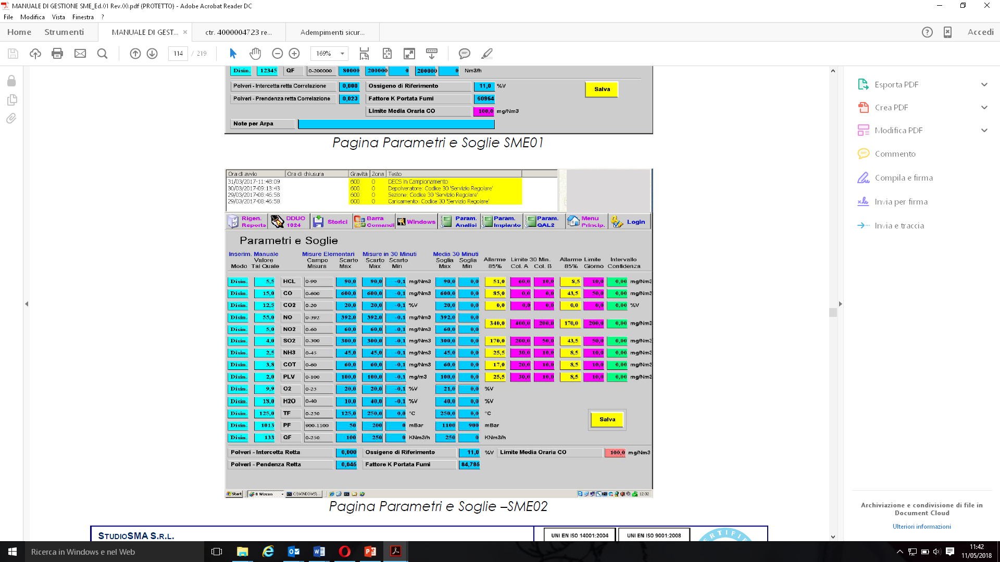 MANUALE DI GESTIONE SME_Ed.01 Rev.00.pdf (PROTETTO) - Adobe Acrobat Reader DC
File Modifica Vista Finestra ?
Home Strumenti MANUALE DI GEST... × ctr. 4000004723 re... Adempimenti sicur... Accedi
114 / 219 169%
Disin. 12345 QF 0-200000 80000 200000 0 200000 0 Nm3/h
Polveri - Intercetta retta Correlazione 0,000 Ossigeno di Riferimento 11,0 %V Salva
Polveri - Prendenza retta Correlazione 0,023 Fattore K Portata Fumi 60964
Limite Media Oraria CO 100,0 mg/Nm3
Note per Arpa
Pagina Parametri e Soglie SME01
Ora di avvio Ora di chiusura Gravità Zona Testo
31/03/2017-11:48:09 600 0 DECS in Campionamento
30/03/2017-09:13:43 600 0 Depolveratore: Codice 30 'Servizio Regolare'
29/03/2017-08:46:58 600 0 Sezione: Codice 30 'Servizio Regolare'
29/03/2017-08:46:58 600 0 Caricamento: Codice 30 'Servizio Regolare'
Rigen. Reports DDUO 1024 Storici Barra Comandi Windows Param. Analisi Param. Impianto Param. QAL2 Menu Princip. Login
Parametri e Soglie
Inserim. Manuale Misure Elementari Misure in 30 Minuti Media 30 Minuti
Valore Campo Scarto Scarto Scarto Soglia Soglia Allarme Limite 30 Min. Allarme Limite Intervallo
Modo Tal Quale Misura Max Max Min Max Min 85% Col. A Col. B 85% Giorno Confidenza
Disin. 5,5 HCL 0-90 90,0 90,0 -0,1 mg/Nm3 90,0 0,0 51,0 60,0 10,0 8,5 10,0 0,00 mg/Nm3
Disin. 15,0 CO 0-600 600,0 600,0 -0,1 mg/Nm3 600,0 0,0 85,0 0,0 0,0 43,5 50,0 0,00 mg/Nm3
Disin. 12,5 CO2 0-20 20,0 20,0 -0,1 %V 20,0 0,0 0,0 0,0 0,0 0,0 0,0 0,00 %V
Disin. 55,0 NO 0-392 392,0 392,0 -0,1 mg/Nm3 392,0 0,0
340,0 400,0 200,0 170,0 200,0 0,00 mg/Nm3
Disin. 5,0 NO2 0-60 60,0 60,0 -0,1 mg/Nm3 60,0 0,0
Disin. 4,0 SO2 0-300 300,0 300,0 -0,1 mg/Nm3 300,0 0,0 170,0 200,0 50,0 43,5 50,0 0,00 mg/Nm3
Disin. 2,5 NH3 0-45 45,0 45,0 -0,1 mg/Nm3 45,0 0,0 25,5 30,0 10,0 8,5 10,0 0,00 mg/Nm3
Disin. 3,8 COT 0-60 60,0 60,0 -0,1 mg/Nm3 60,0 0,0 17,0 20,0 10,0 8,5 10,0 0,00 mg/Nm3
Disin. 2,0 PLV 0-100 100,0 100,0 -0,1 mg/m3 100,0 0,0 25,5 30,0 10,0 8,5 10,0 0,00 mg/Nm3
Disin. 9,9 O2 0-25 20,0 20,0 -0,1 %V 21,0 0,0 %V
Disin. 18,0 H2O 0-40 10,0 40,0 -0,1 %V 40,0 0,0 %V
Disin. 125,0 TF 0-250 125,0 250,0 0,0 °C 250,0 0,0 °C
Salva
Disin. 1013 PF 900-1100 50 200 0 mBar 1100 900 mBar
Disin. 133 QF 0-250 100 250 0 KNm3/h 250 0 KNm3/h
Polveri - Intercetta Retta 0,000 Ossigeno di Riferimento 11,0 %V Limite Media Oraria CO 100,0 mg/Nm3
Polveri - Pendenza Retta 0,046 Fattore K Portata Fumi 84,786
Start 8 Wizcon C:\WINDOWS\... 12.02
Pagina Parametri e Soglie –SME02
STUDIOSMA S.R.L. UNI EN ISO 14001:2004 UNI EN ISO 9001:2008 CERTIFIE
Esporta PDF
Crea PDF
Modifica PDF
Commento
Compila e firma
Invia per firma
Invia e traccia
Archiviazione e condivisione di file in
Document Cloud
Ulteriori informazioni
Ricerca in Windows e nel Web
11:42
11/05/2018